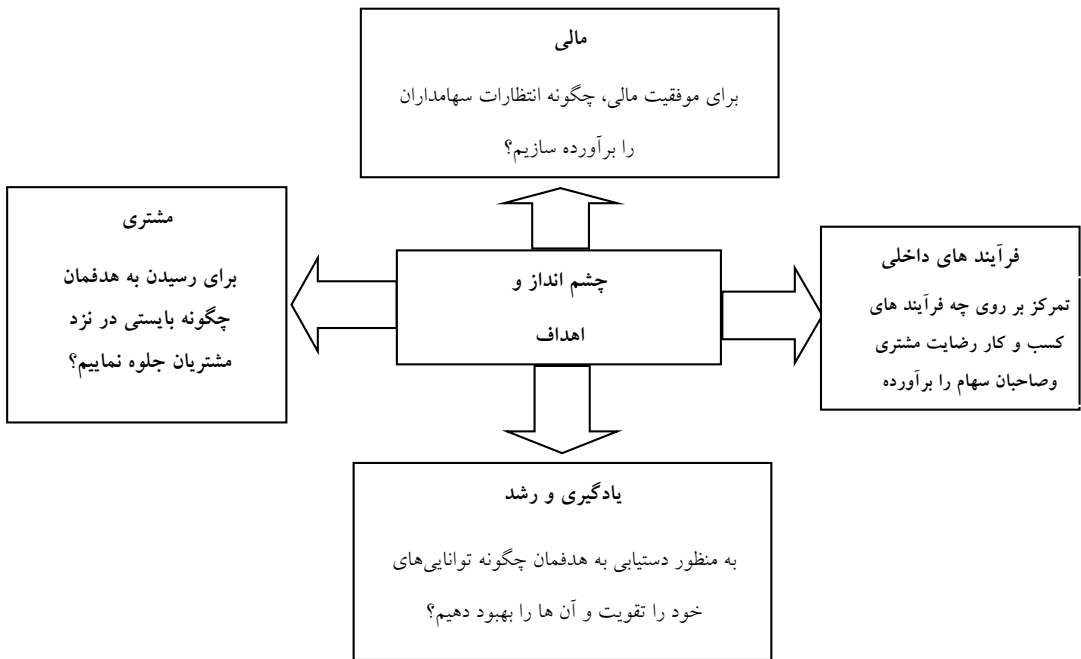 مالی
برای موفقیت مالی، چگونه انتظارات سهامداران
را برآورده سازیم؟
مشتری
برای رسیدن به هدفمان
چگونه بایستی در نزد
مشتریان جلوه نماییم؟
چشم انداز و
اهداف
فرآیند های داخلی
تمرکز بر روی چه فرآیند های
کسب و کار رضایت مشتری
وصاحبان سهام را برآورده
یادگیری و رشد
به منظور دستیابی به هدفمان چگونه توانایی‌های
خود را تقویت و آن ها را بهبود دهیم؟